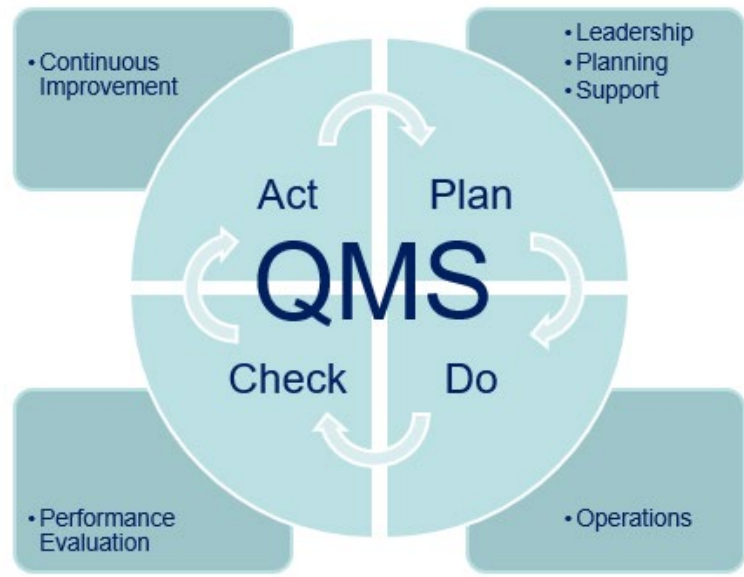 • Continuous
Improvement
• Leadership
• Planning
• Support
Act
Plan
QMS
Check
Do
• Performance
Evaluation
• Operations